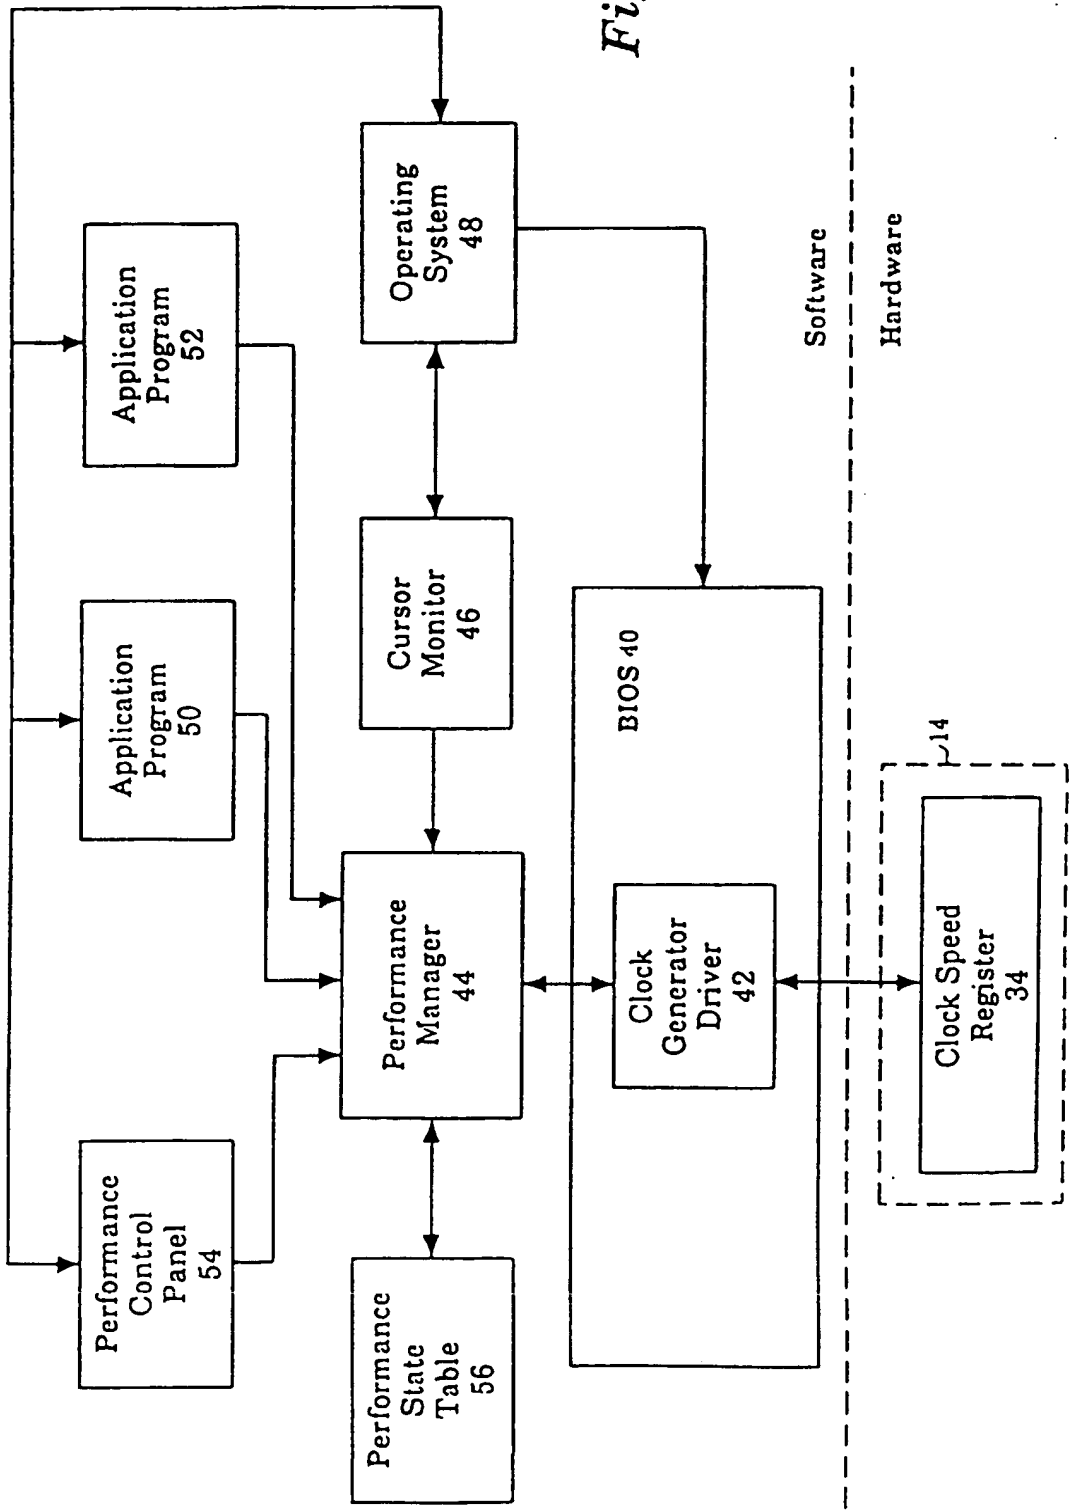 Performance
Control
Panel
54
Application
Program
50
Application
Program
52
Performance
State
Table
56
Performance
Manager
44
Cursor
Monitor
46
Operating
System
48
BIOS 40
Clock
Generator
Driver
42
Software
Hardware
14
Clock Speed
Register
34